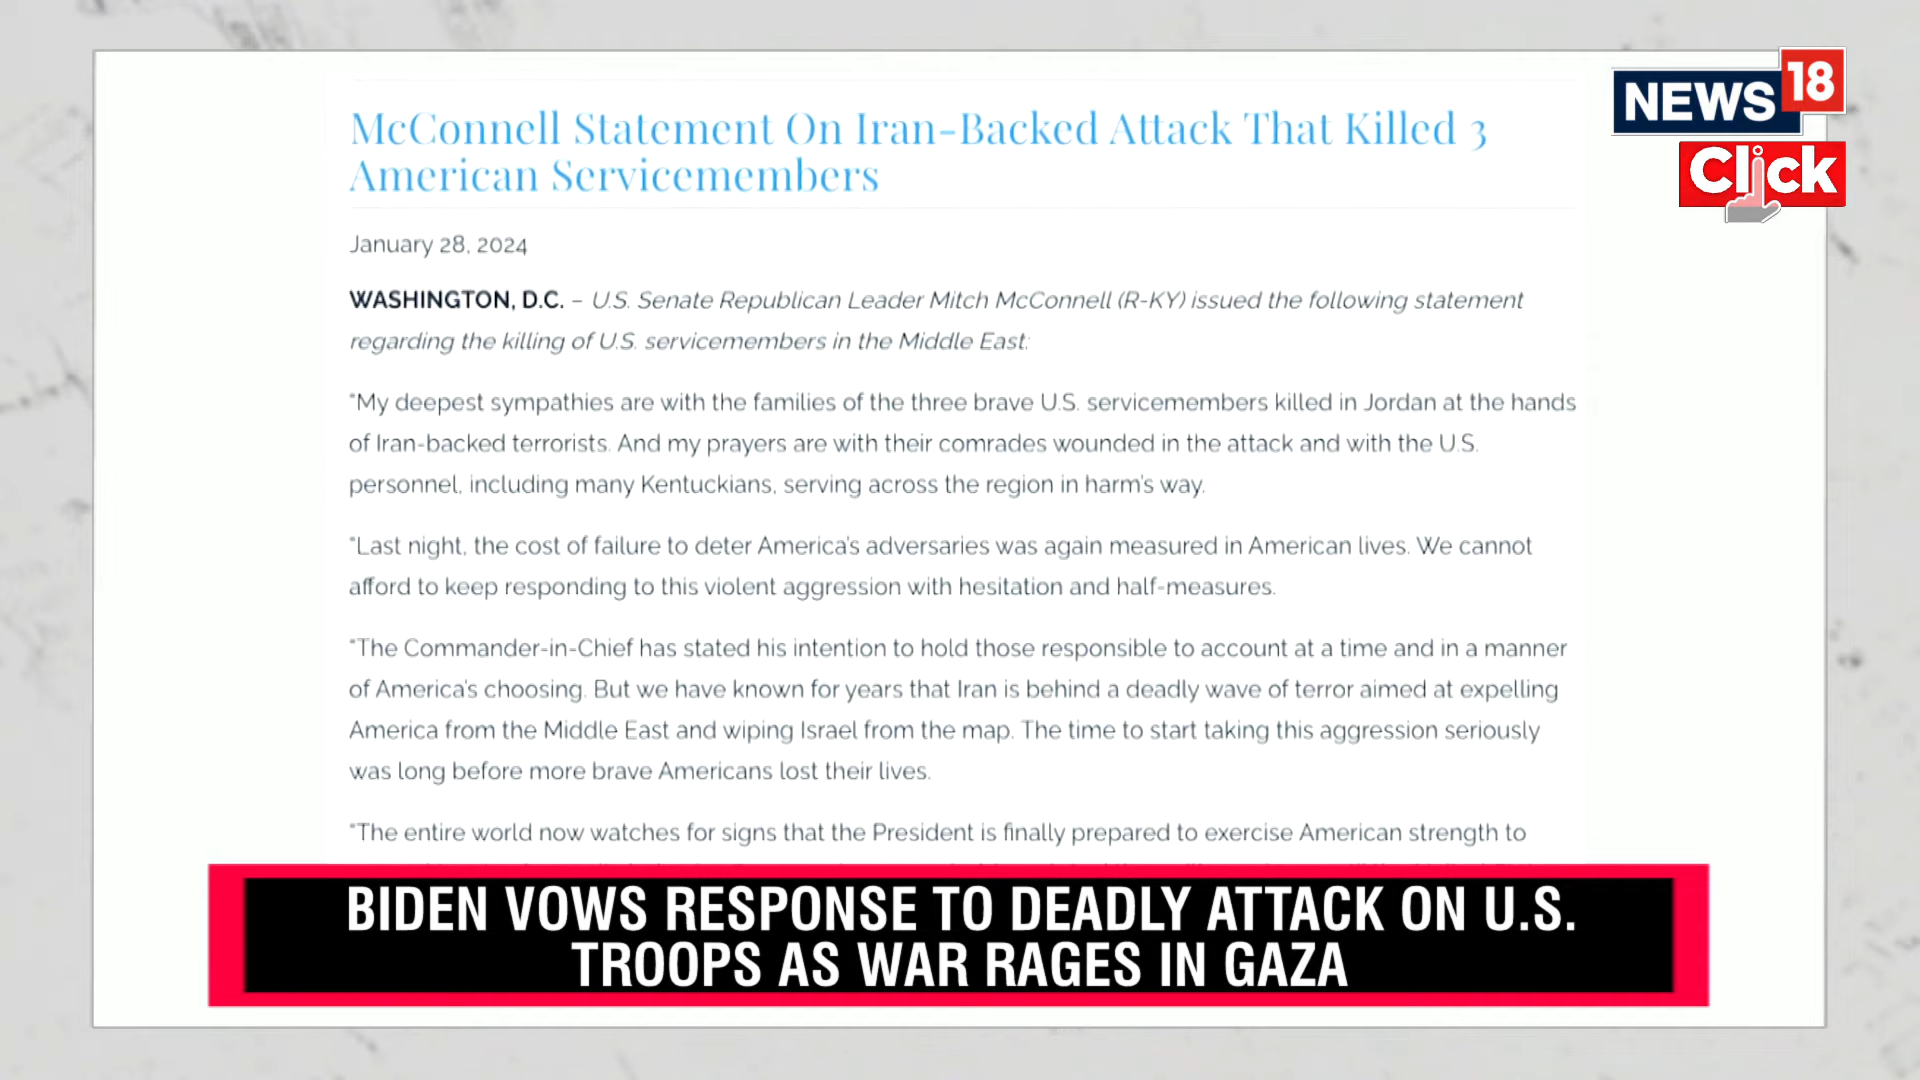 McConnell Statement On Iran-Backed Attack That Killed 3
American Servicemembers
NEWS 18
Click
January 28, 2024
WASHINGTON, D.C. – U.S. Senate Republican Leader Mitch McConnell (R-KY) issued the following statement
regarding the killing of U.S. servicemembers in the Middle East:
“My deepest sympathies are with the families of the three brave U.S. servicemembers killed in Jordan at the hands
of Iran-backed terrorists. And my prayers are with their comrades wounded in the attack and with the U.S.
personnel, including many Kentuckians, serving across the region in harm's way.
“Last night, the cost of failure to deter America's adversaries was again measured in American lives. We cannot
afford to keep responding to this violent aggression with hesitation and half-measures.
“The Commander-in-Chief has stated his intention to hold those responsible to account at a time and in a manner
of America's choosing. But we have known for years that Iran is behind a deadly wave of terror aimed at expelling
America from the Middle East and wiping Israel from the map. The time to start taking this aggression seriously
was long before more brave Americans lost their lives.
“The entire world now watches for signs that the President is finally prepared to exercise American strength to
BIDEN VOWS RESPONSE TO DEADLY ATTACK ON U.S.
TROOPS AS WAR RAGES IN GAZA